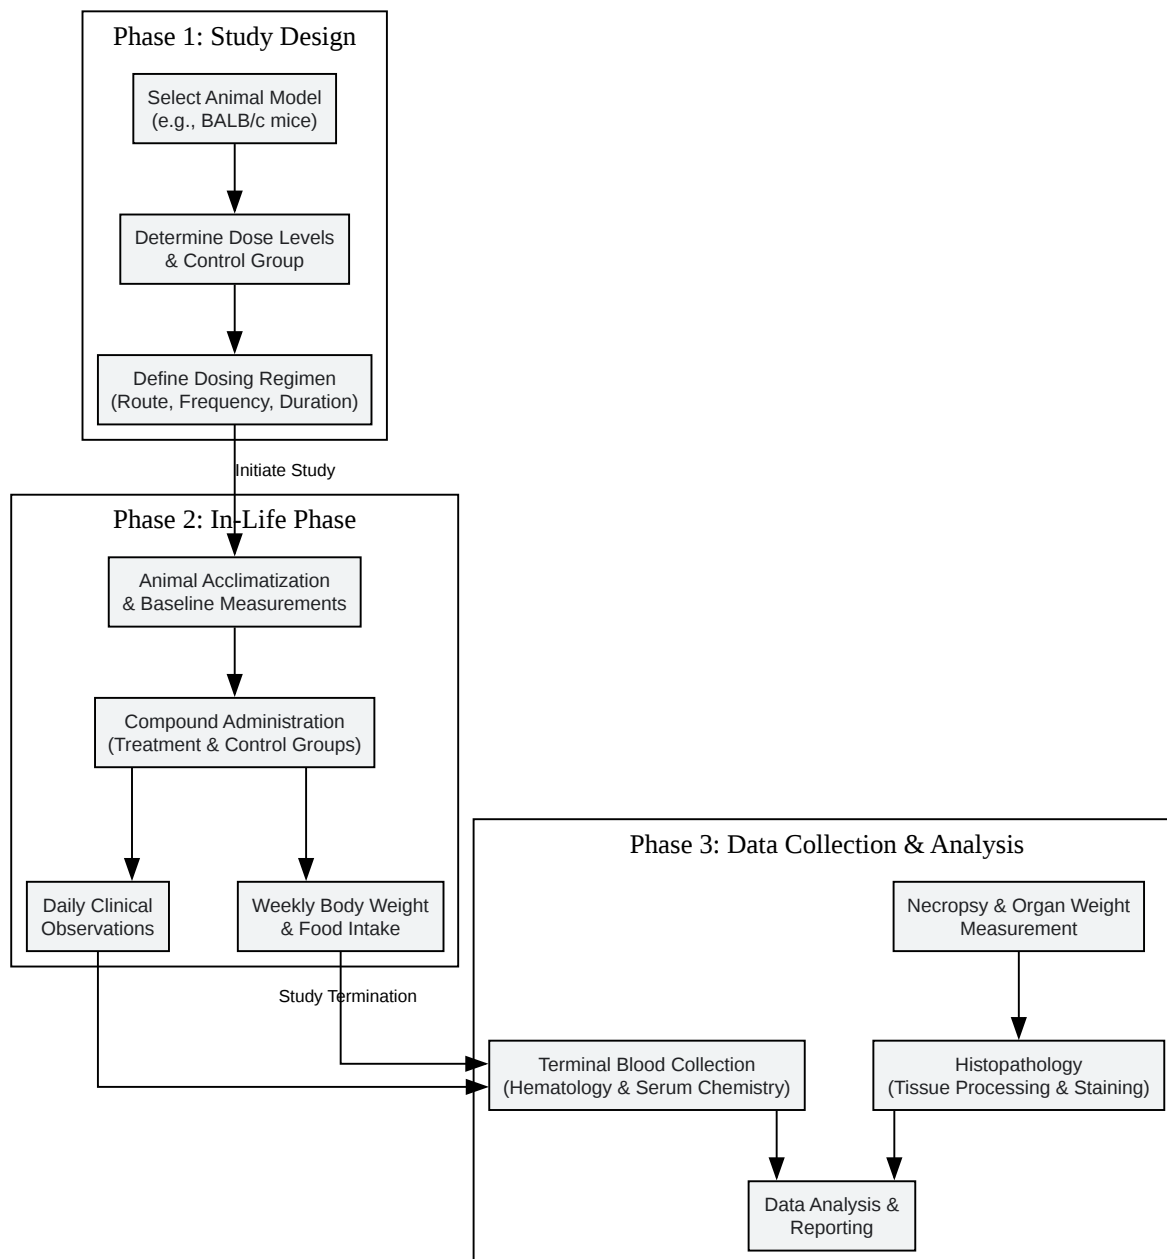 Phase 1: Study Design
Select Animal Model
(e.g., BALB/c mice)
Determine Dose Levels
& Control Group
Define Dosing Regimen
(Route, Frequency, Duration)
Initiate Study
Phase 2: In-Life Phase
Animal Acclimatization
& Baseline Measurements
Compound Administration
(Treatment & Control Groups)
Daily Clinical
Observations
Weekly Body Weight
& Food Intake
Study Termination
Phase 3: Data Collection & Analysis
Necropsy & Organ Weight
Measurement
Terminal Blood Collection
(Hematology & Serum Chemistry)
Histopathology
(Tissue Processing & Staining)
Data Analysis &
Reporting